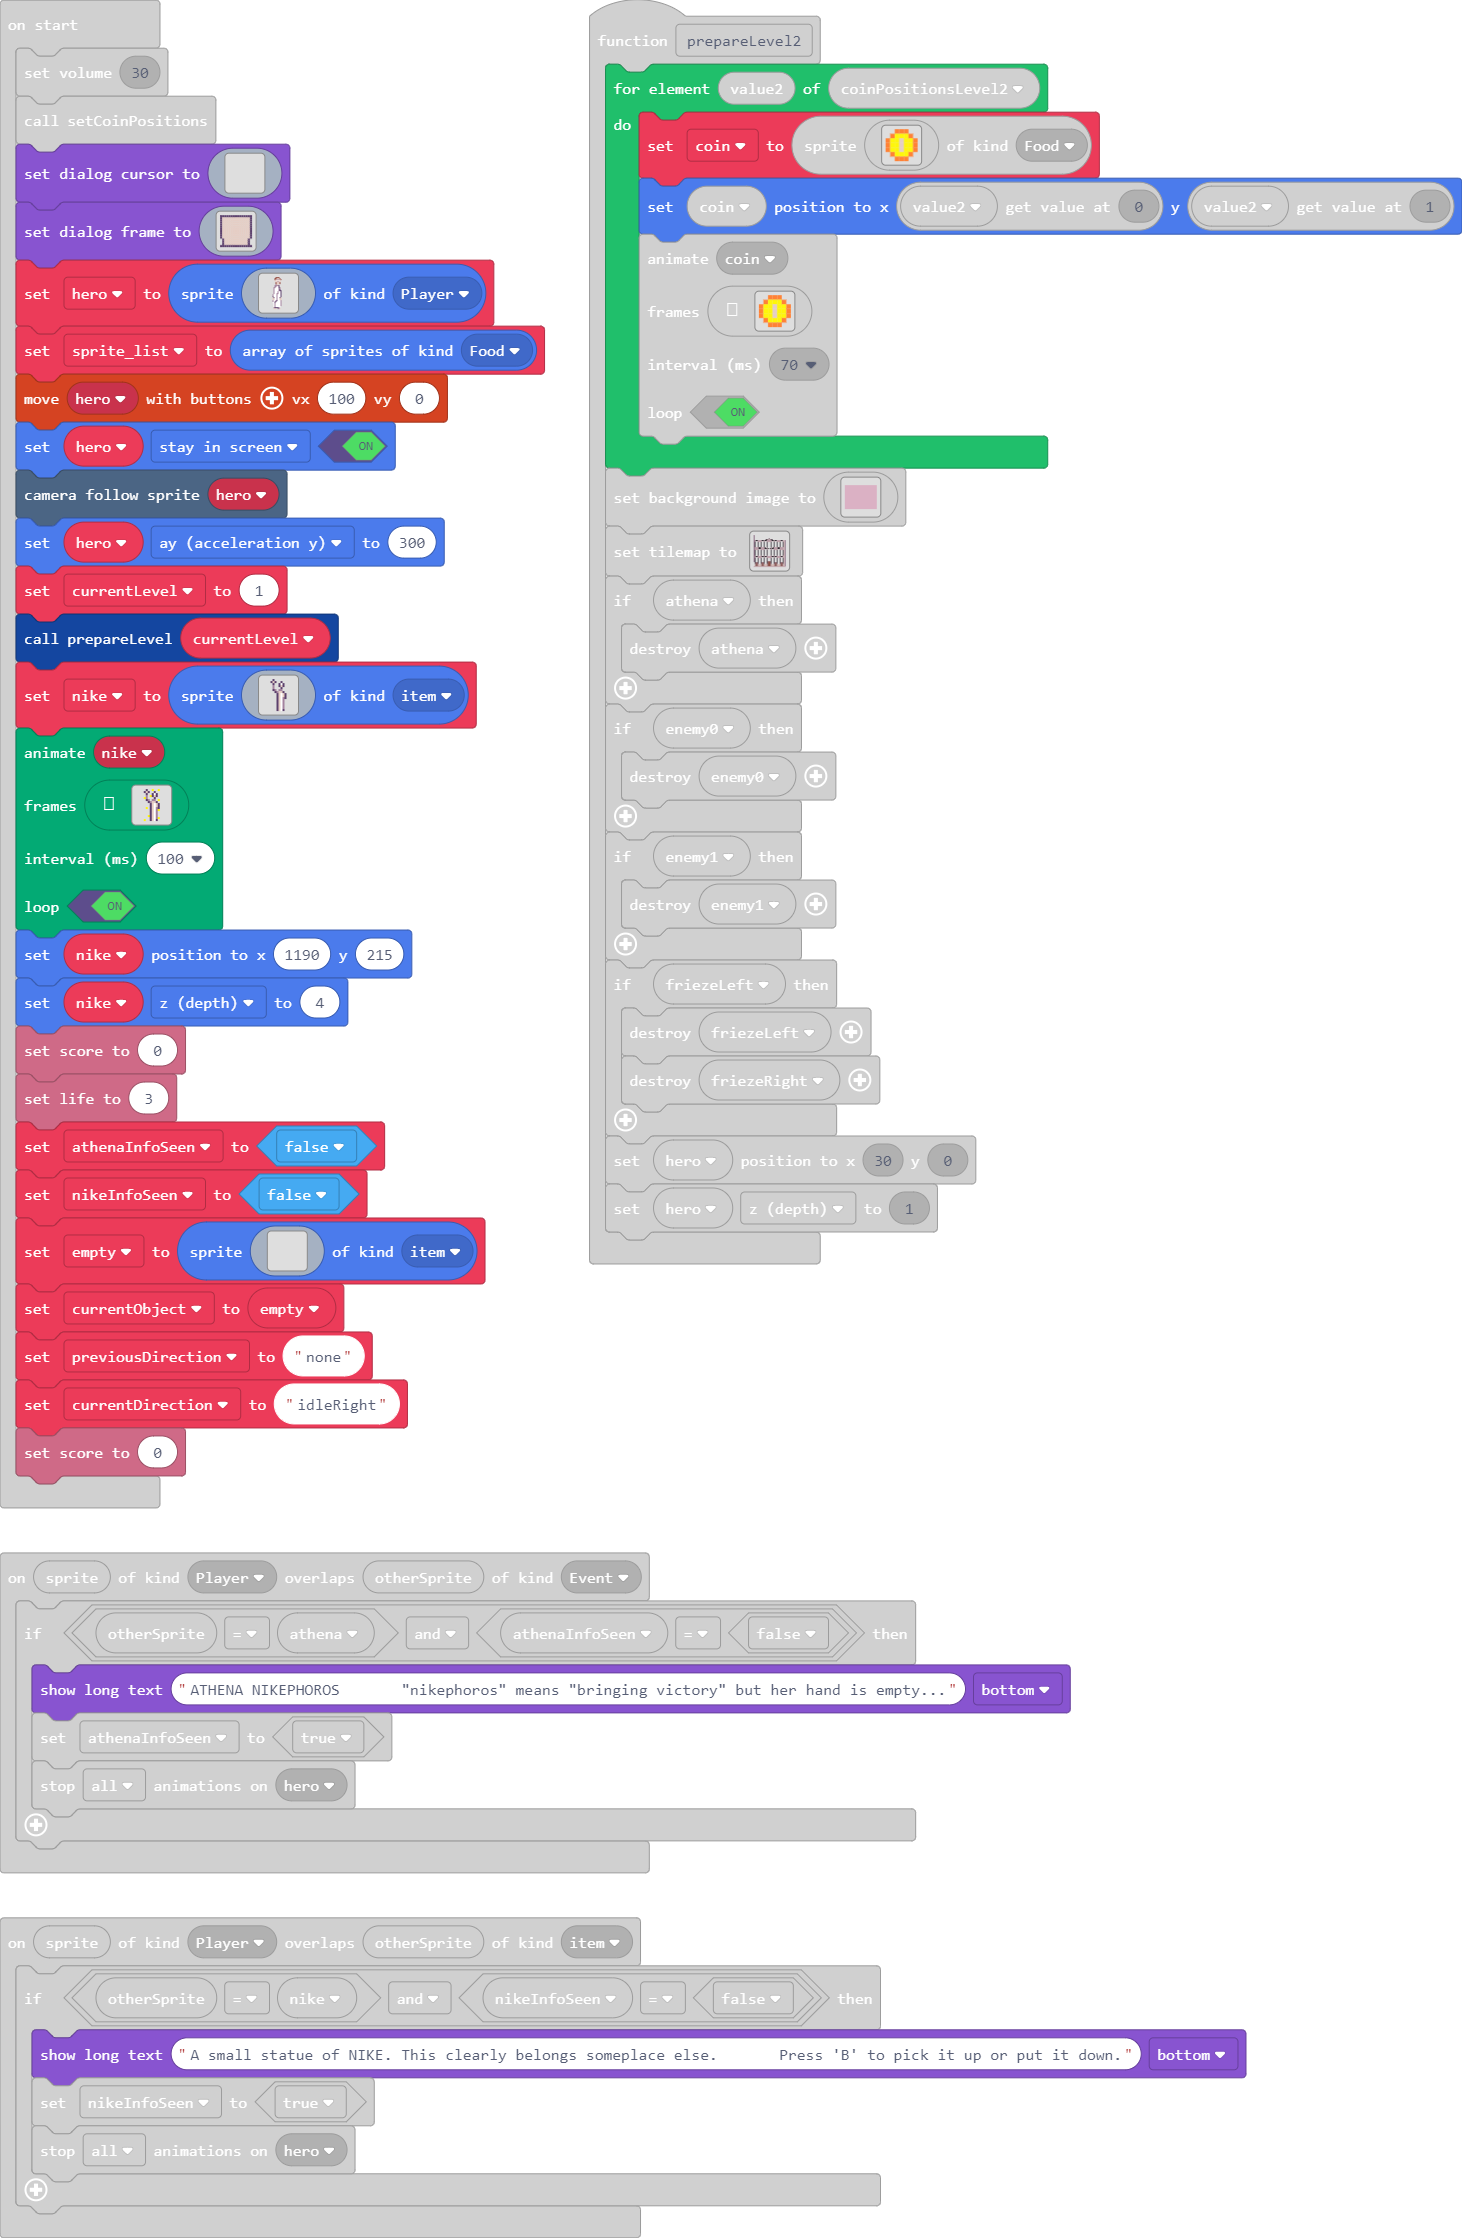 on start
set volume 30
call setCoinPositions
set dialog cursor to
set dialog frame to
set hero to sprite of kind Player
set sprite_list to array of sprites of kind Food
move hero with buttons vx 100 vy 0
set hero stay in screen ON
camera follow sprite hero
set hero ay (acceleration y) to 300
set currentLevel to 1
call prepareLevel currentLevel
set nike to sprite of kind item
animate nike
frames
interval (ms) 100
loop ON
set nike position to x 1190 y 215
set nike z (depth) to 4
set score to 0
set life to 3
set athenaInfoSeen to false
set nikeInfoSeen to false
set empty to sprite of kind item
set currentObject to empty
set previousDirection to "none"
set currentDirection to "idleRight"
set score to 0
function prepareLevel2
for element value2 of coinPositionsLevel2
do set coin to sprite of kind Food
set coin position to x value2 get value at 0 y value2 get value at 1
animate coin
frames
interval (ms) 70
loop ON
set background image to
set tilemap to
if athena then
destroy athena
if enemy0 then
destroy enemy0
if enemy1 then
destroy enemy1
if friezeLeft then
destroy friezeLeft
destroy friezeRight
set hero position to x 30 y 0
set hero z (depth) to 1
on sprite of kind Player overlaps otherSprite of kind Event
if otherSprite = athena and athenaInfoSeen = false then
show long text "ATHENA NIKEPHOROS "nikephoros" means "bringing victory" but her hand is empty..." bottom
set athenaInfoSeen to true
stop all animations on hero
on sprite of kind Player overlaps otherSprite of kind item
if otherSprite = nike and nikeInfoSeen = false then
show long text "A small statue of NIKE. This clearly belongs someplace else. Press 'B' to pick it up or put it down." bottom
set nikeInfoSeen to true
stop all animations on hero